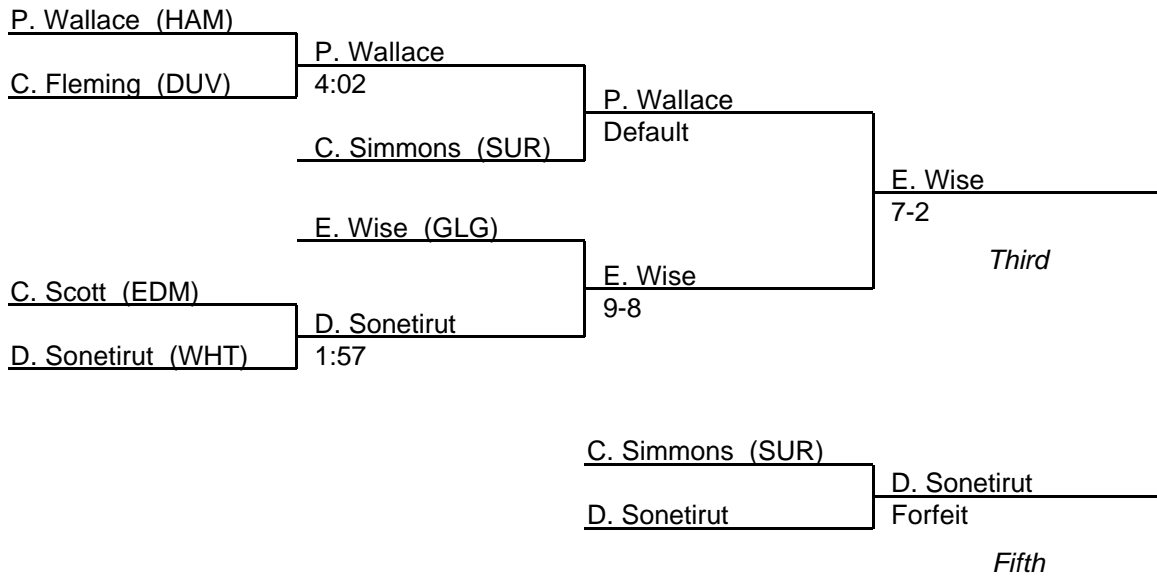 P. Wallace (HAM)
P. Wallace
C. Fleming (DUV)
4:02
P. Wallace
Default
C. Simmons (SUR)
E. Wise
7-2
E. Wise (GLG)
Third
C. Scott (EDM)
E. Wise
9-8
D. Sonetirut
D. Sonetirut (WHT)
1:57
C. Simmons (SUR)
D. Sonetirut
D. Sonetirut
Forfeit
Fifth